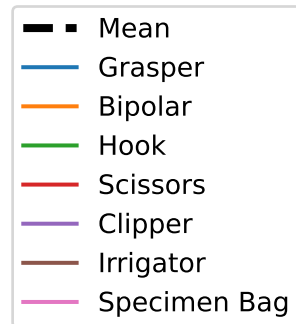 Mean
Grasper
Bipolar
Hook
Scissors
Clipper
Irrigator
Specimen Bag